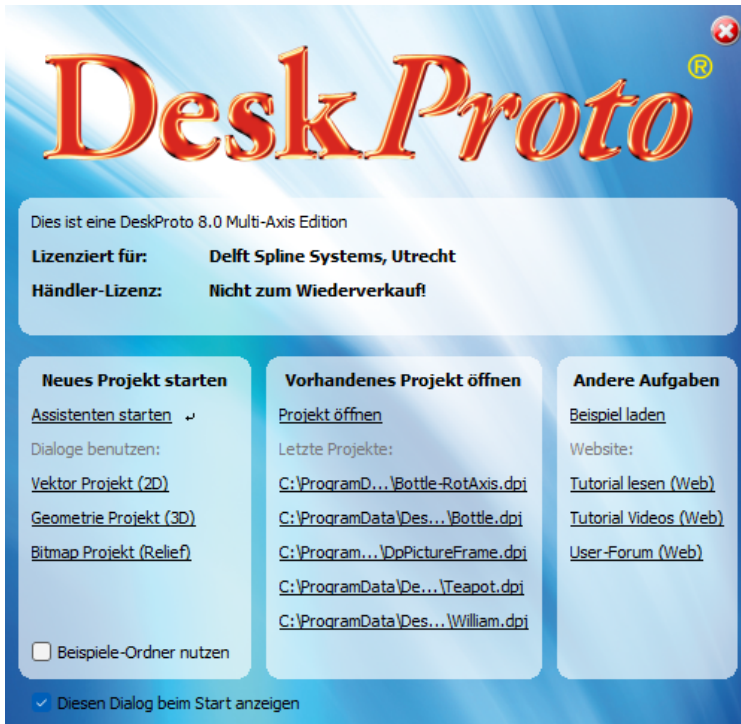 DeskProto®
Dies ist eine DeskProto 8.0 Multi-Axis Edition
Lizenziert für: Delft Spline Systems, Utrecht
Händler-Lizenz: Nicht zum Wiederverkauf!
Neues Projekt starten
Assistenten starten
Dialoge benutzen:
Vektor Projekt (2D)
Geometrie Projekt (3D)
Bitmap Projekt (Relief)
Beispiele-Ordner nutzen
Vorhandenes Projekt öffnen
Projekt öffnen
Letzte Projekte:
C:\ProgramD...\Bottle-RotAxis.dpj
C:\ProgramData\Des...\Bottle.dpj
C:\Program...\DpPictureFrame.dpj
C:\ProgramData\De...\Teapot.dpj
C:\ProgramData\Des...\William.dpj
Andere Aufgaben
Beispiel laden
Website:
Tutorial lesen (Web)
Tutorial Videos (Web)
User-Forum (Web)
Diesen Dialog beim Start anzeigen